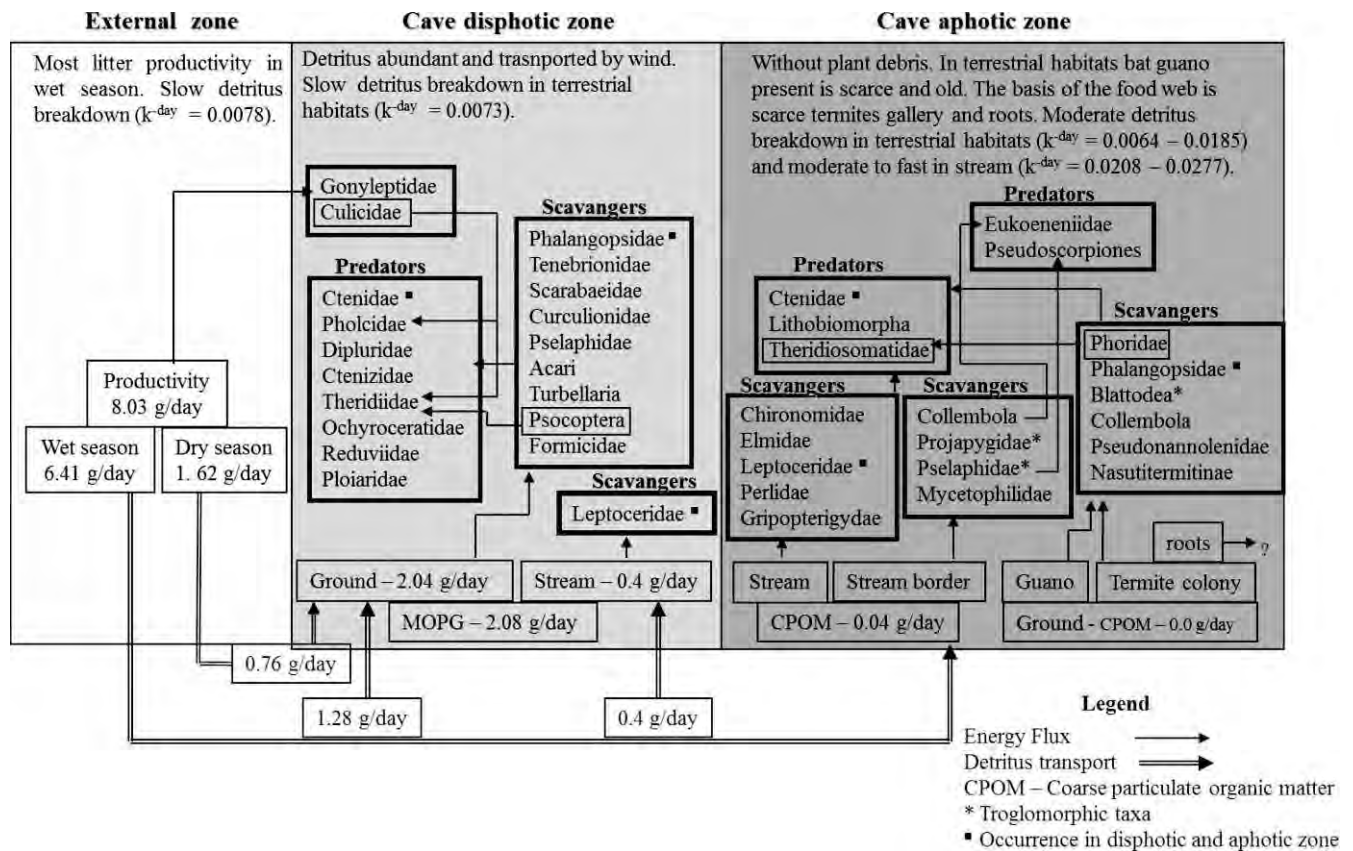 External zone
Cave disphotic zone
Cave aphotic zone
Most litter productivity in
wet season. Slow detritus
breakdown (k-day = 0.0078).
Detritus abundant and trasnported by wind.
Slow detritus breakdown in terrestrial
habitats (k-day = 0.0073).
Without plant debris. In terrestrial habitats bat guano
present is scarce and old. The basis of the food web is
scarce termites gallery and roots. Moderate detritus
breakdown in terrestrial habitats (k-day = 0.0064 – 0.0185)
and moderate to fast in stream (k-day = 0.0208 – 0.0277).
Gonyleptidae
Culicidae
Predators
Ctenidae ▪
Pholcidae
Dipluridae
Ctenizidae
Theridiidae
Ochyroceratidae
Reduviidae
Ploiaridae
Scavangers
Phalangopsidae ▪
Tenebrionidae
Scarabaeidae
Curculionidae
Pselaphidae
Acari
Turbellaria
Psocoptera
Formicidae
Scavangers
Leptoceridae ▪
Predators
Eukoeneniidae
Pseudoscorpiones
Predators
Ctenidae ▪
Lithobiomorpha
Theridiosomatidae
Scavangers
Chironomidae
Elmidae
Leptoceridae ▪
Perlidae
Gripopterigydae
Scavangers
Collembola
Projapygidae*
Pselaphidae*
Mycetophilidae
Scavangers
Phoridae
Phalangopsidae ▪
Blattodea*
Collembola
Pseudonannolenidae
Nasutitermitinae
Productivity
8.03 g/day
Wet season
6.41 g/day
Dry season
1. 62 g/day
Ground – 2.04 g/day
Stream – 0.4 g/day
MOPG – 2.08 g/day
Stream
Stream border
CPOM – 0.04 g/day
roots
?
Guano
Termite colony
Ground - CPOM – 0.0 g/day
0.76 g/day
1.28 g/day
0.4 g/day
Legend
Energy Flux
Detritus transport
CPOM – Coarse particulate organic matter
* Troglomorphic taxa
▪ Occurrence in disphotic and aphotic zone